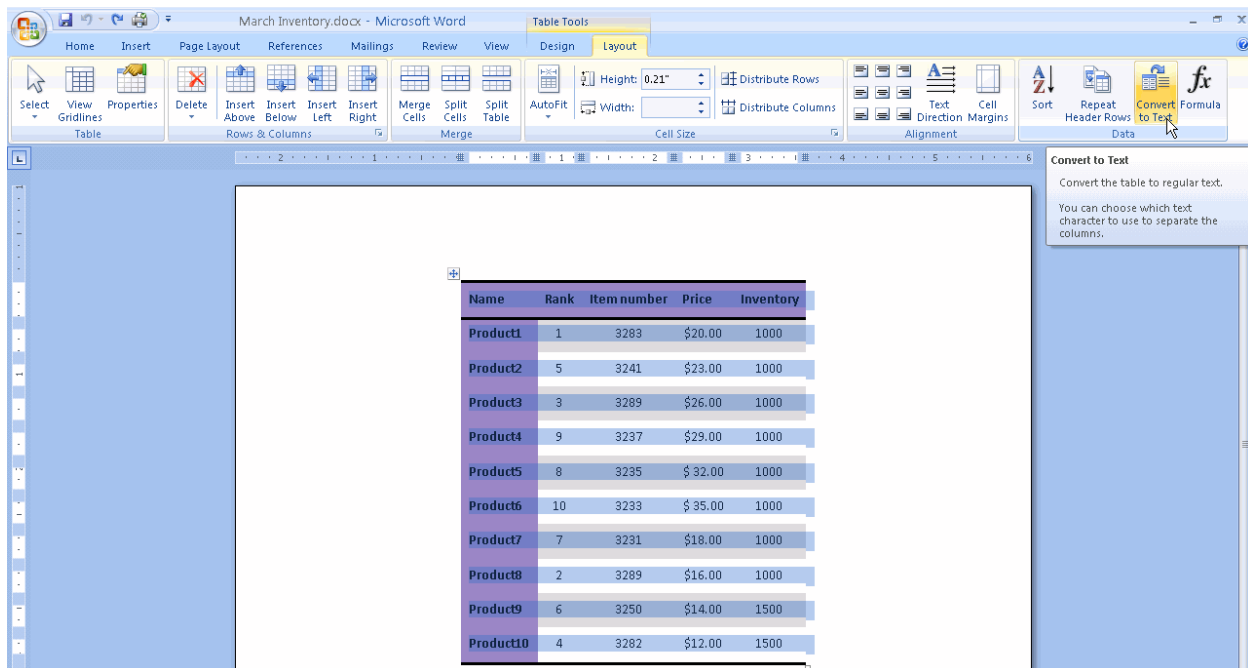 March Inventory.docx - Microsoft Word Table Tools
Home Insert Page Layout References Mailings Review View Design Layout
Select View Gridlines Properties
Table
Delete Insert Above Insert Below Insert Left Insert Right
Rows & Columns
Merge Cells Split Cells Split Table
Merge
AutoFit Height: 0.21" Distribute Rows
Width: Distribute Columns
Cell Size
Text Direction Cell Margins
Alignment
Sort Repeat Header Rows Convert to Text Formula
Data
2 1 1 2 3 4 5 6
Convert to Text
Convert the table to regular text.
You can choose which text
character to use to separate the
columns.
Name Rank Item number Price Inventory
Product1 1 3283 $20.00 1000
Product2 5 3241 $23.00 1000
Product3 3 3289 $26.00 1000
Product4 9 3237 $29.00 1000
Product5 8 3235 $ 32.00 1000
Product6 10 3233 $ 35.00 1000
Product7 7 3231 $18.00 1000
Product8 2 3289 $16.00 1000
Product9 6 3250 $14.00 1500
Product10 4 3282 $12.00 1500